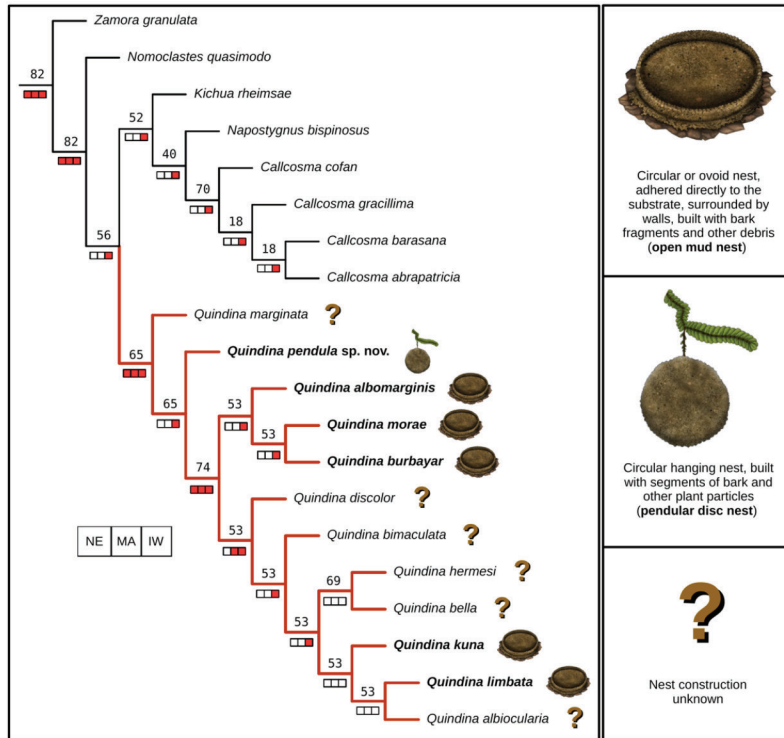 Zamora granulata
82
Nomoclastes quasimodo
82
Kichua rheimsae
52
Napostygnus bispinosus
40
Callcosma cofan
70
Callcosma gracillima
18
Callcosma barasana
18
Callcosma abrapatricia
56
Quindina marginata ?
65
Quindina pendula sp. nov.
65
Quindina albomarginis
53
Quindina morae
53
Quindina burbayar
74
Quindina discolor ?
53
Quindina bimaculata ?
53
Quindina hermesi ?
69
Quindina bella ?
53
Quindina kuna
53
Quindina limbata
53
Quindina albiocularia ?
NE MA IW
Circular or ovoid nest,
adhered directly to the
substrate, surrounded by
walls, built with bark
fragments and other debris
(open mud nest)
Circular hanging nest, built
with segments of bark and
other plant particles
(pendular disc nest)
?
Nest construction
unknown